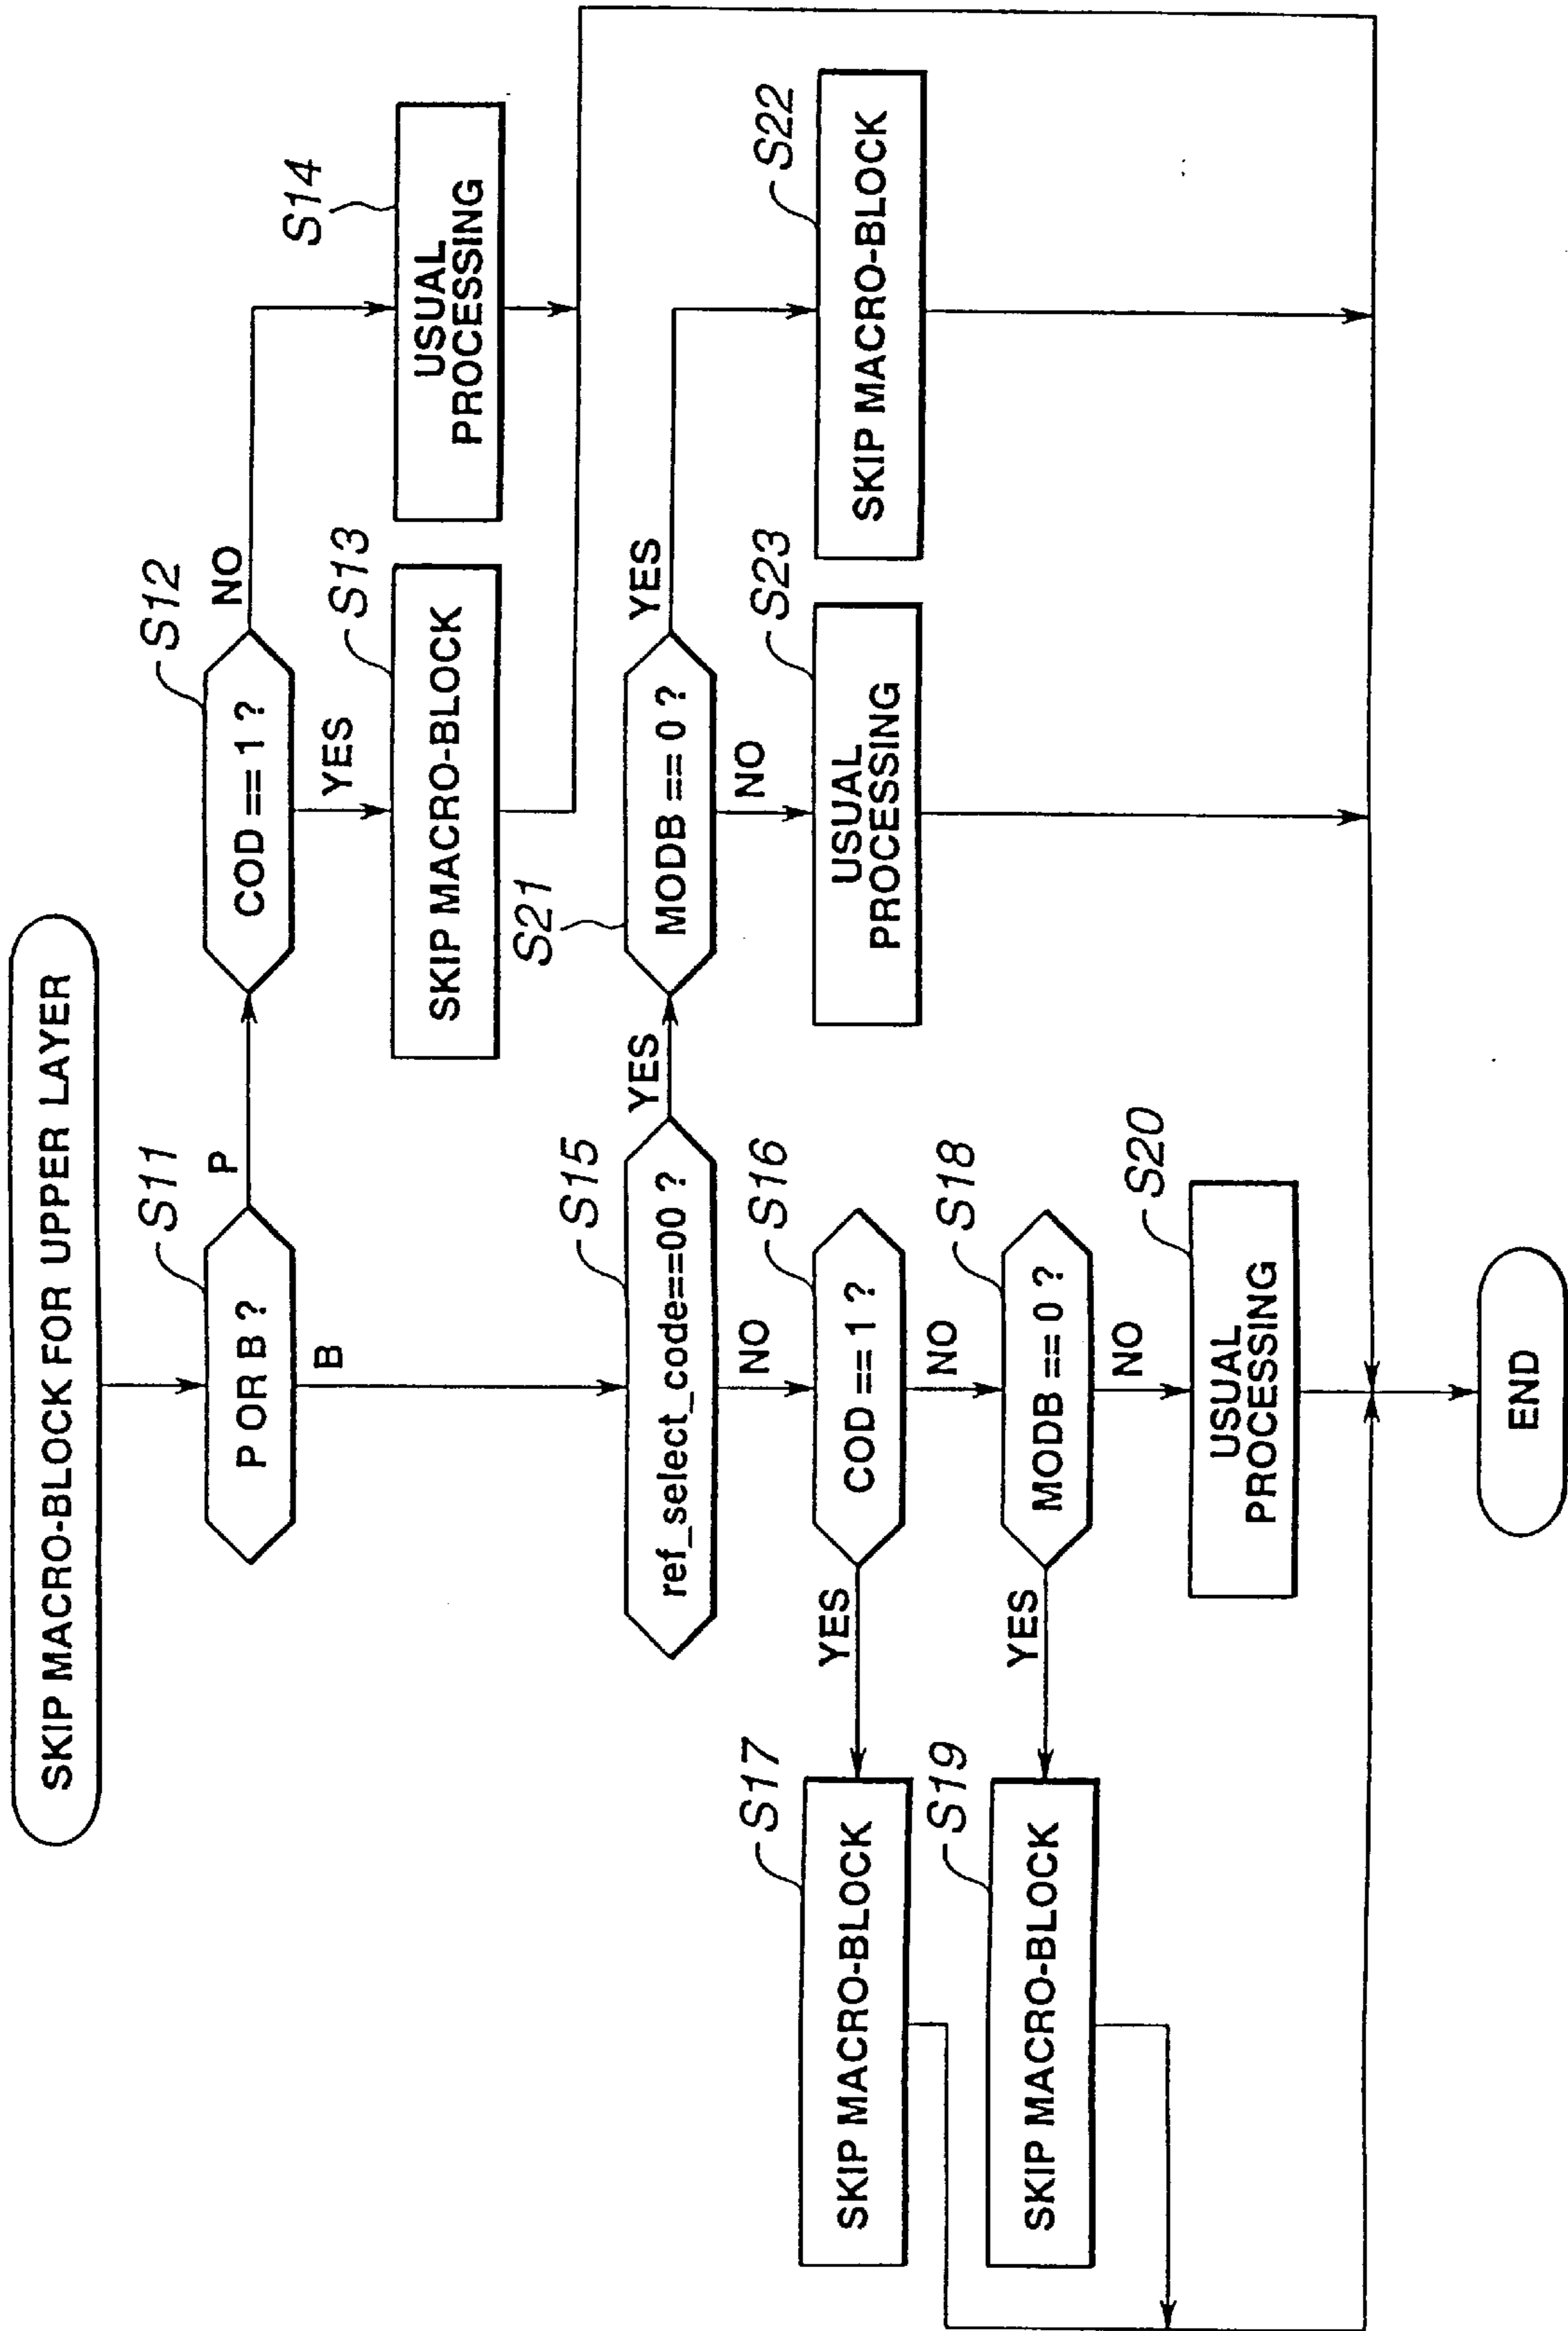 SKIP MACRO-BLOCK FOR UPPER LAYER
S11
P OR B ?
P
B
S12
COD == 1 ?
NO
YES
S13
SKIP MACRO-BLOCK
S14
USUAL
PROCESSING
S15
ref_select_code==00 ?
YES
NO
S21
MODB == 0 ?
YES
NO
S22
SKIP MACRO-BLOCK
S23
USUAL
PROCESSING
S16
COD == 1 ?
YES
NO
S17
SKIP MACRO-BLOCK
S18
MODB == 0 ?
YES
NO
S19
SKIP MACRO-BLOCK
S20
USUAL
PROCESSING
END